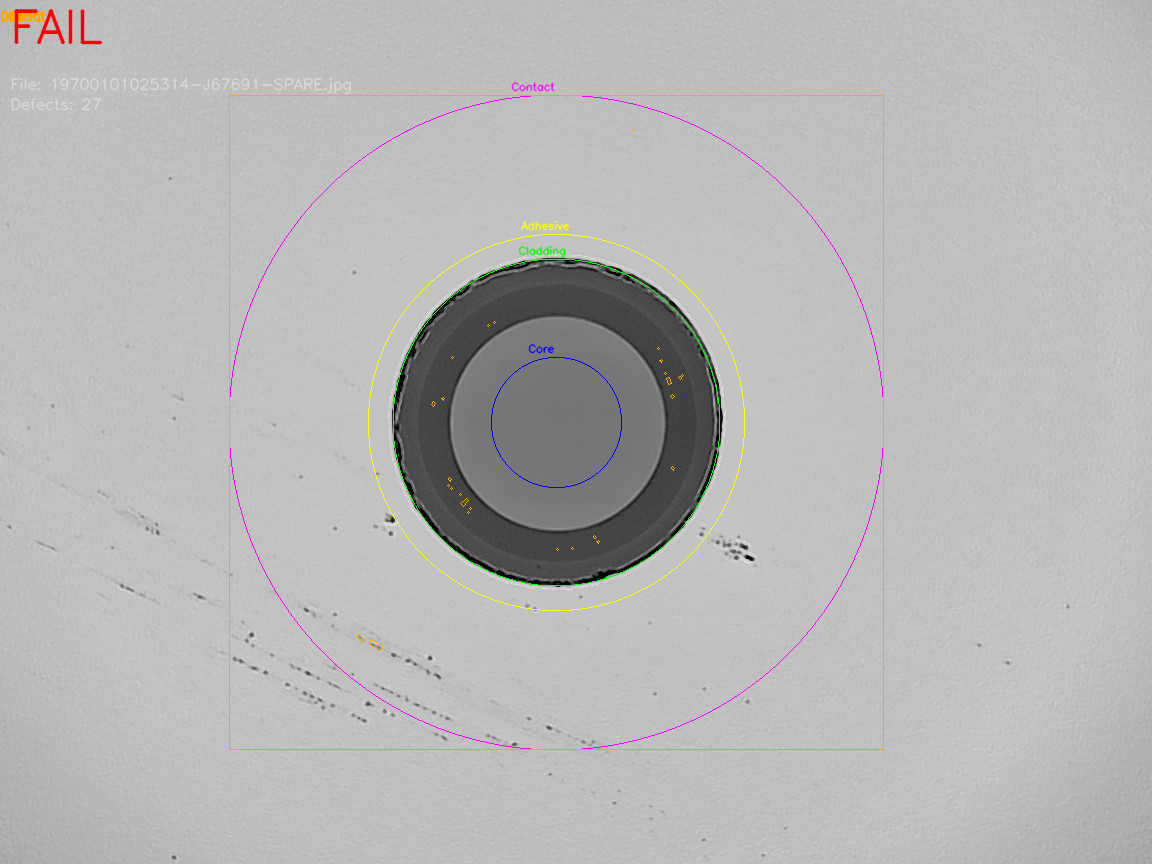 FAIL
File: 19700101025314-J67691-SPARE.jpg
Defects: 27
Contact
Adhesive
Cladding
Core